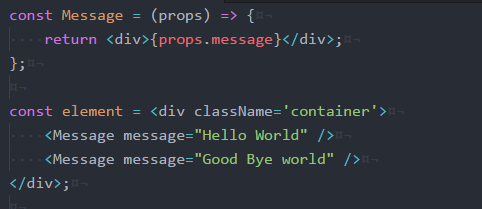 const Message = (props) => {
    return <div>{props.message}</div>;
};

const element = <div className='container'>
    <Message message="Hello World" />
    <Message message="Good Bye world" />
</div>;